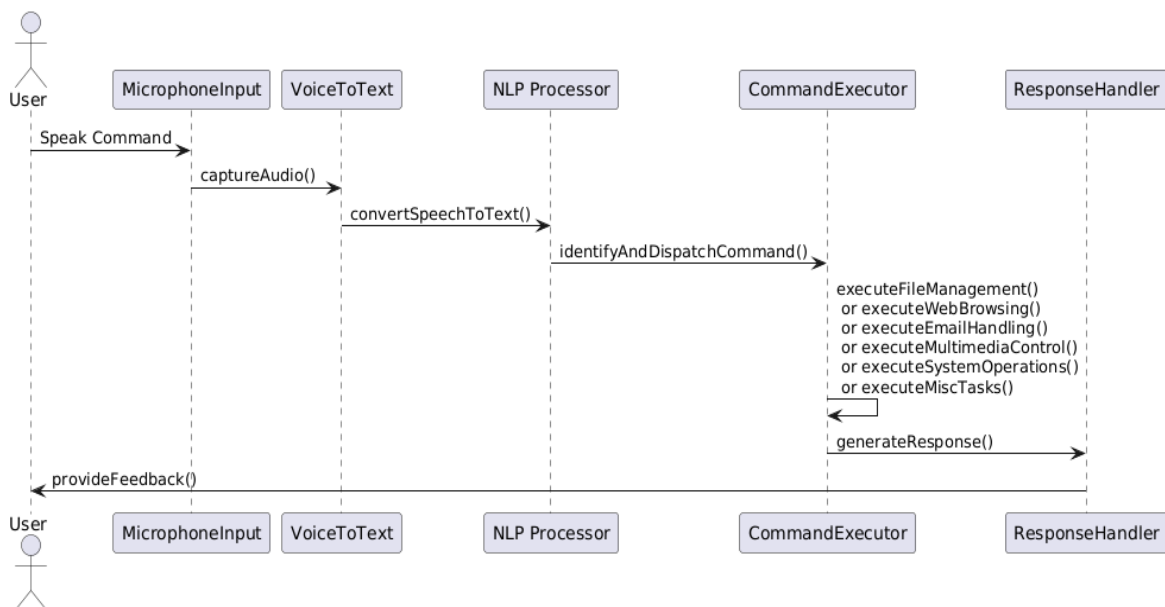 User
MicrophoneInput
VoiceToText
NLP Processor
CommandExecutor
ResponseHandler
Speak Command
captureAudio()
convertSpeechToText()
identifyAndDispatchCommand()
executeFileManagement()
or executeWebBrowsing()
or executeEmailHandling()
or executeMultimediaControl()
or executeSystemOperations()
or executeMiscTasks()
generateResponse()
provideFeedback()
User
MicrophoneInput
VoiceToText
NLP Processor
CommandExecutor
ResponseHandler